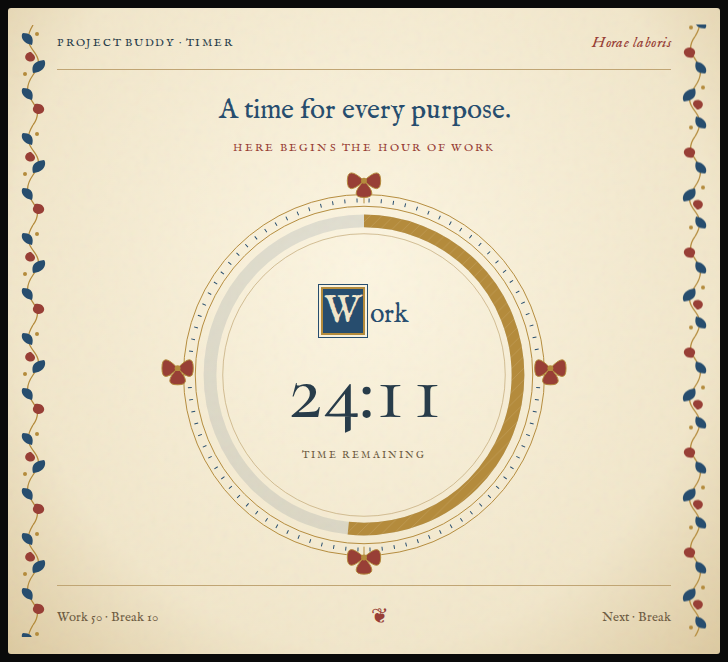 PROJECT BUDDY · TIMER
Horae laboris
A time for every purpose.
HERE BEGINS THE HOUR OF WORK
Work
24:11
TIME REMAINING
Work 50 · Break 10
❦
Next · Break